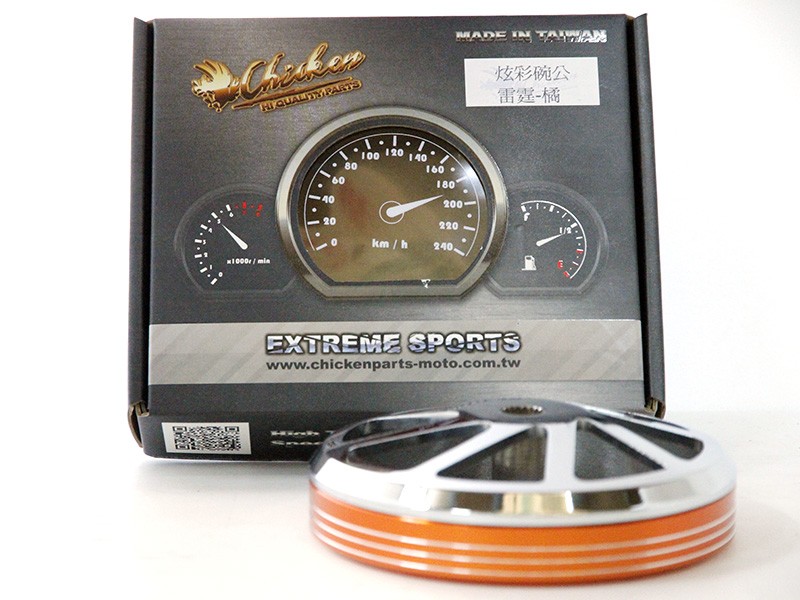 MADE IN TAIWAN
Chicken
HI QUALITY PARTS
炫彩碗公
雷霆-橘
0
20
40
60
80
100
120
140
160
180
200
220
240
km / h
x1000r / min
1/2
EXTREME SPORTS
www.chickenparts-moto.com.tw
High